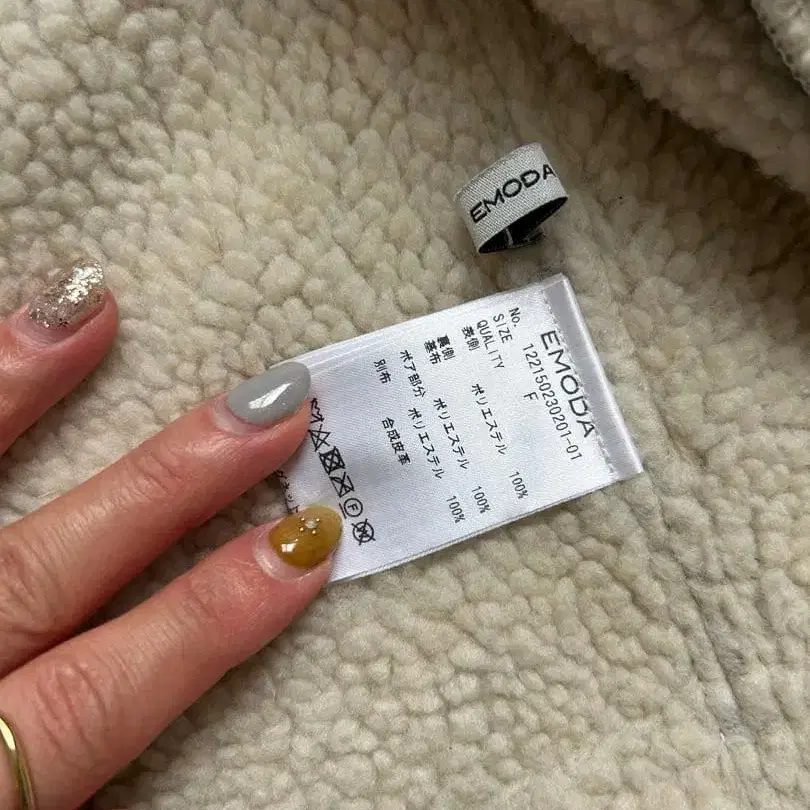 EMODA
EMODA
No. 122150230201-01
SIZE F
QUALITY
表側 ポリエステル 100%
裏側
基布 ポリエステル 100%
ボア部分 ポリエステル 100%
別布 合成皮革
F